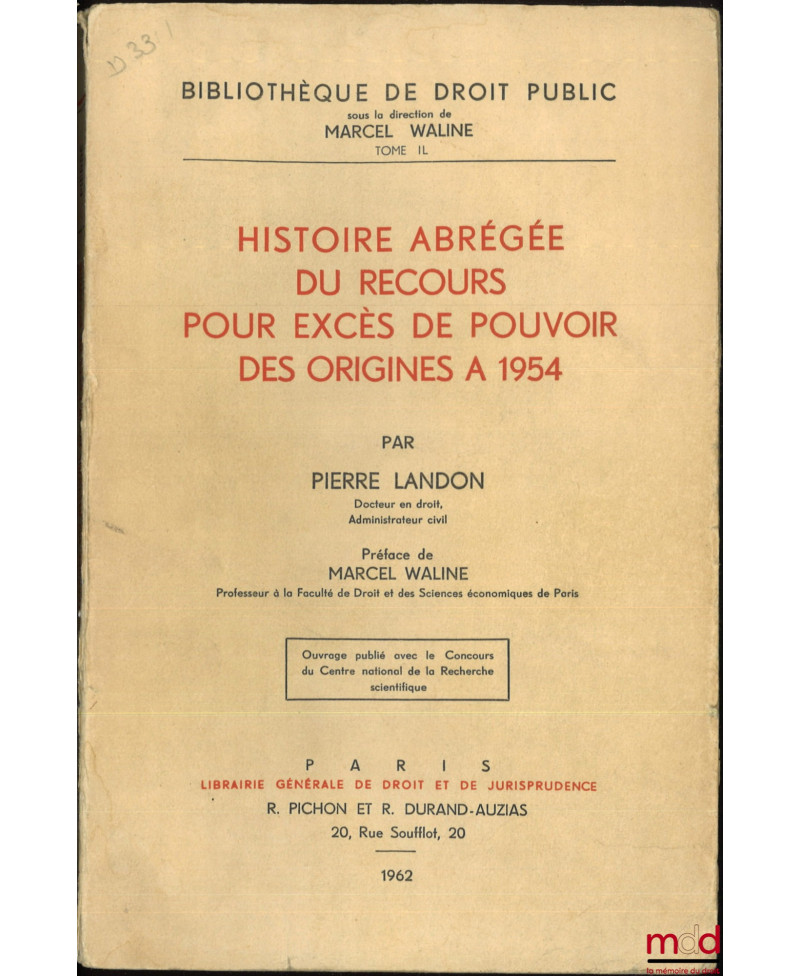 D 33
BIBLIOTHÈQUE DE DROIT PUBLIC
sous la direction de
MARCEL WALINE
TOME IL
HISTOIRE ABRÉGÉE
DU RECOURS
POUR EXCÈS DE POUVOIR
DES ORIGINES A 1954
PAR
PIERRE LANDON
Docteur en droit,
Administrateur civil
Préface de
MARCEL WALINE
Professeur à la Faculté de Droit et des Sciences économiques de Paris
Ouvrage publié avec le Concours
du Centre national de la Recherche
scientifique
PARIS
LIBRAIRIE GÉNÉRALE DE DROIT ET DE JURISPRUDENCE
R. PICHON ET R. DURAND-AUZIAS
20, Rue Soufflot, 20
1962
mdd
la mémoire du droit